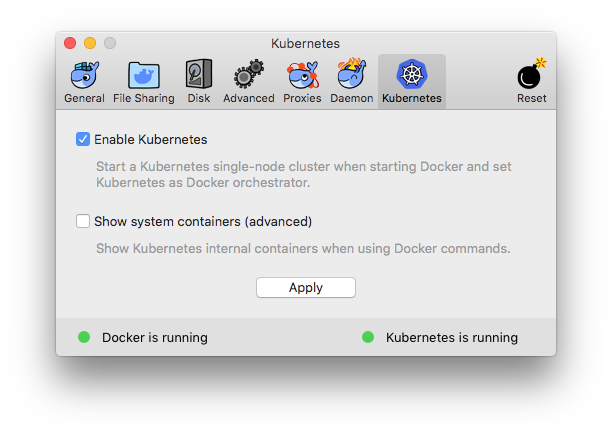 Kubernetes
General File Sharing Disk Advanced Proxies Daemon Kubernetes Reset
Enable Kubernetes
Start a Kubernetes single-node cluster when starting Docker and set
Kubernetes as Docker orchestrator.
Show system containers (advanced)
Show Kubernetes internal containers when using Docker commands.
Apply
Docker is running Kubernetes is running